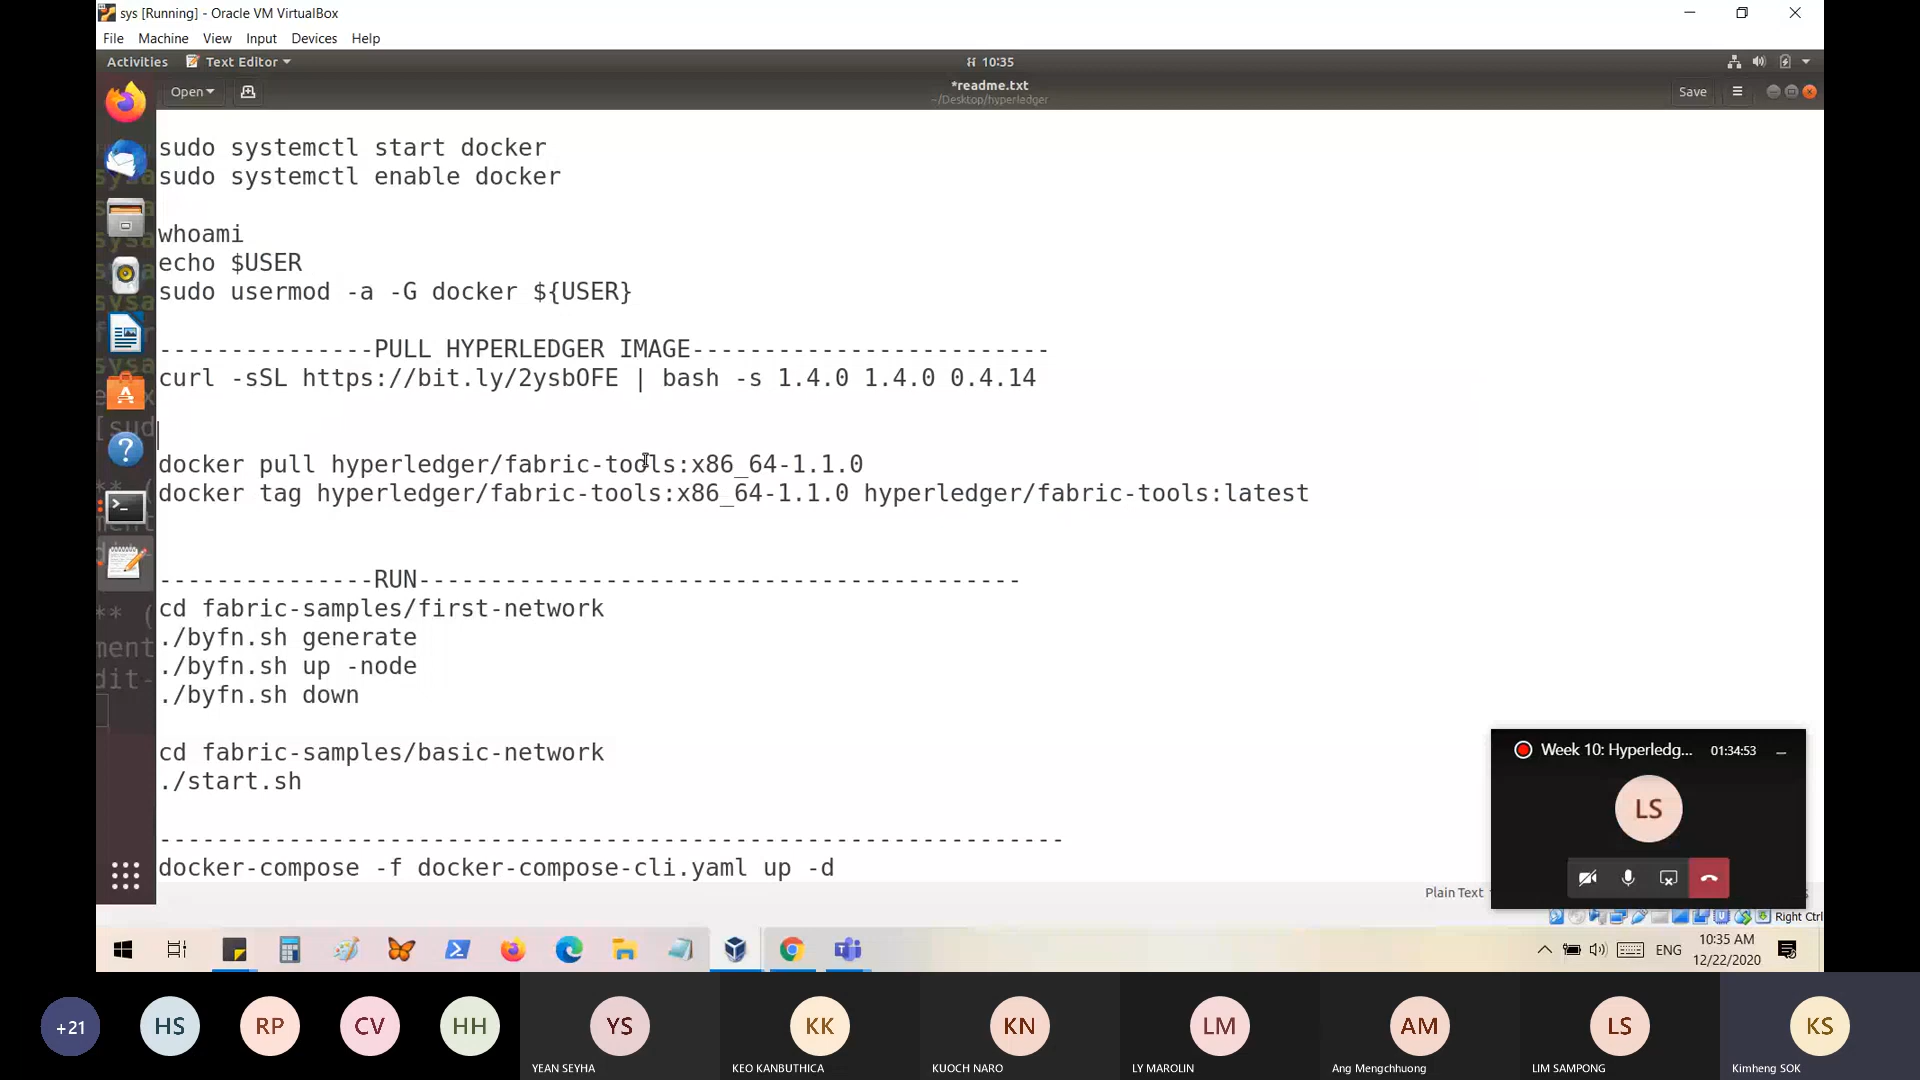 sys [Running] - Oracle VM VirtualBox
File Machine View Input Devices Help
Activities Text Editor 10:35
Open *readme.txt Save
~/Desktop/hyperledger
sudo systemctl start docker
sudo systemctl enable docker
whoami
echo $USER
sudo usermod -a -G docker ${USER}
---------------PULL HYPERLEDGER IMAGE-------------------------
curl -sSL https://bit.ly/2ysbOFE | bash -s 1.4.0 1.4.0 0.4.14
docker pull hyperledger/fabric-tools:x86_64-1.1.0
docker tag hyperledger/fabric-tools:x86_64-1.1.0 hyperledger/fabric-tools:latest
---------------RUN------------------------------------------
cd fabric-samples/first-network
./byfn.sh generate
./byfn.sh up -node
./byfn.sh down
cd fabric-samples/basic-network
./start.sh
---------------------------------------------------------------
docker-compose -f docker-compose-cli.yaml up -d
Plain Text
Week 10: Hyperledg... 01:34:53
LS
Right Ctrl
ENG
10:35 AM
12/22/2020
+21 HS RP CV HH YS KK KN LM AM LS KS
YEAN SEYHA KEO KANBUTHICA KUOCH NARO LY MAROLIN Ang Mengchhuong LIM SAMPONG Kimheng SOK